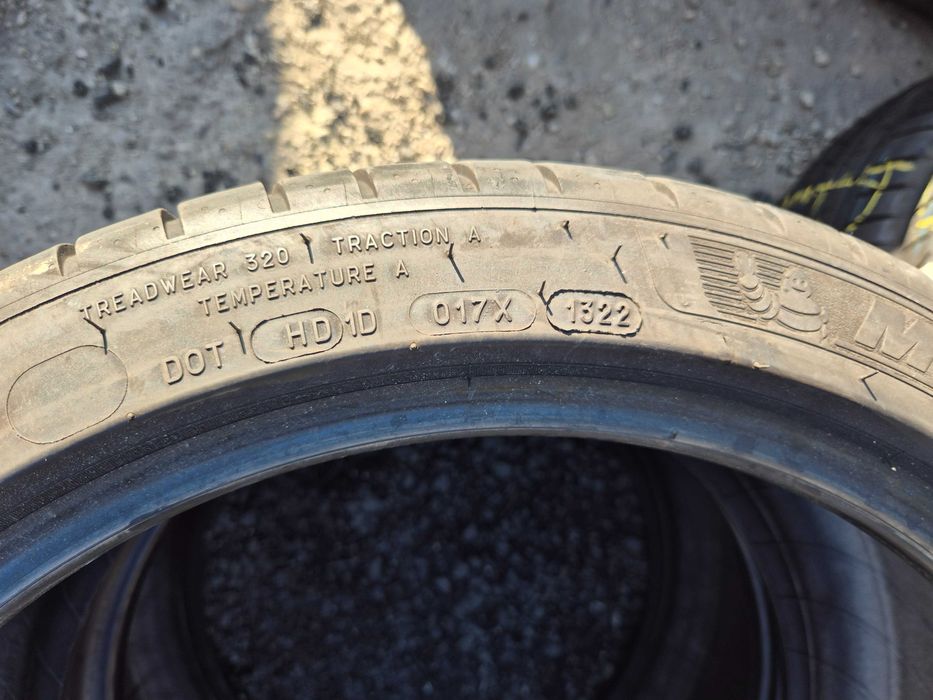 TREADWEAR 320 TRACTION A
TEMPERATURE A
DOT HD 1D 017X 1322
M